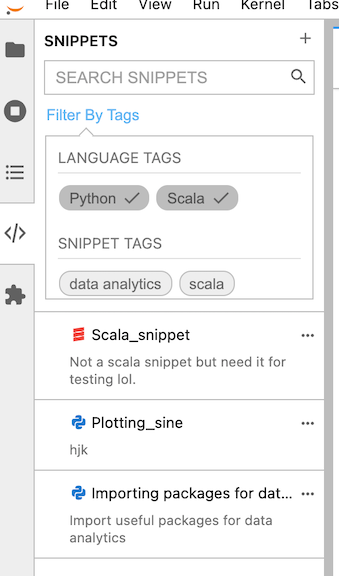 File Edit View Run Kernel Tabs
SNIPPETS
SEARCH SNIPPETS
Filter By Tags
LANGUAGE TAGS
Python Scala
SNIPPET TAGS
data analytics scala
Scala_snippet
Not a scala snippet but need it for
testing lol.
Plotting_sine
hjk
Importing packages for dat...
Import useful packages for data
analytics